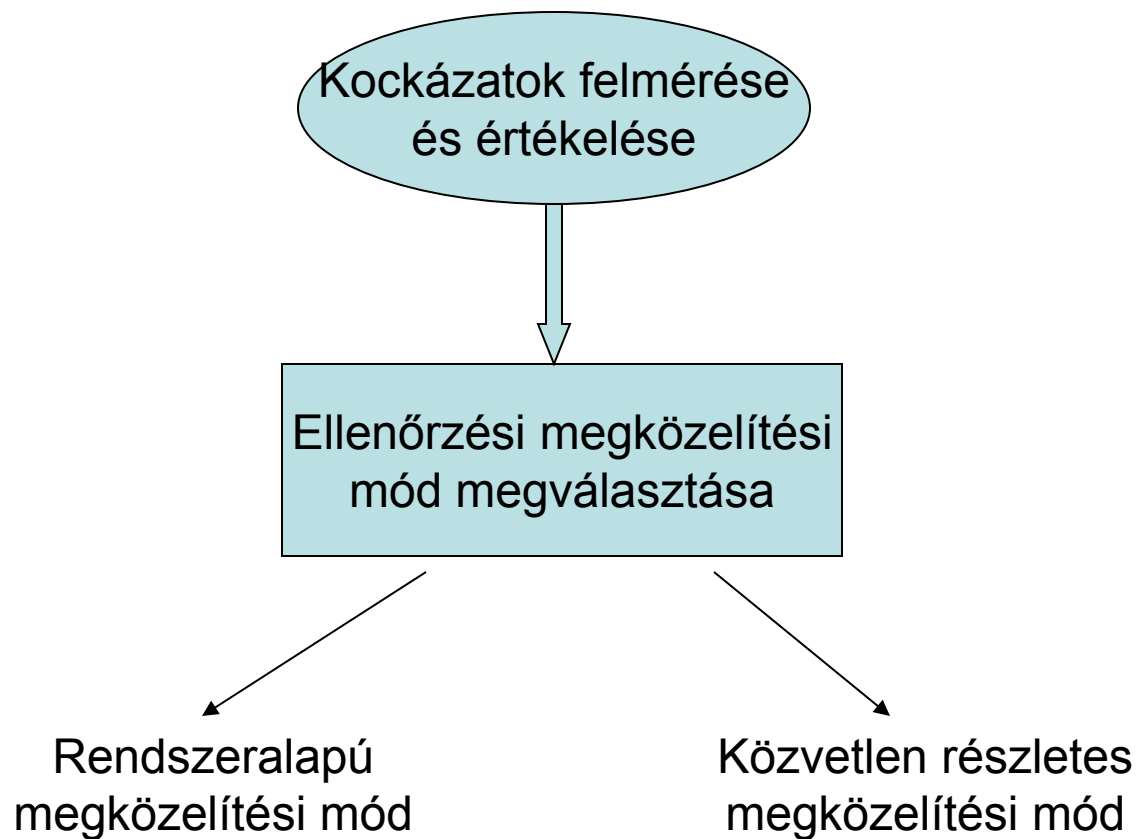 Kockázatok felmérése
és értékelése
Ellenőrzési megközelítési
mód megválasztása
Rendszeralapú
megközelítési mód
Közvetlen részletes
megközelítési mód